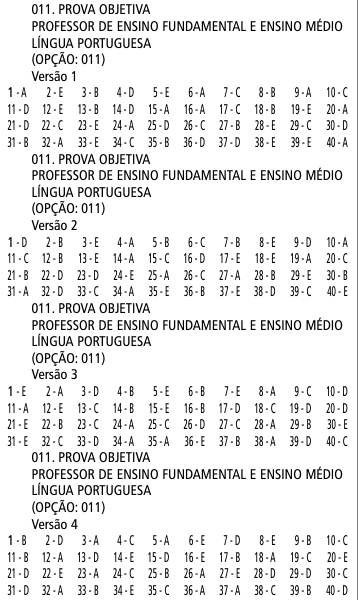 011. PROVA OBJETIVA
PROFESSOR DE ENSINO FUNDAMENTAL E ENSINO MÉDIO
LÍNGUA PORTUGUESA
(OPÇÃO: 011)
Versão 1
1 - A 2 - E 3 - B 4 - D 5 - E 6 - A 7 - C 8 - B 9 - A 10 - C
11 - D 12 - E 13 - B 14 - D 15 - A 16 - A 17 - C 18 - B 19 - E 20 - A
21 - D 22 - C 23 - E 24 - A 25 - D 26 - C 27 - B 28 - E 29 - C 30 - D
31 - B 32 - A 33 - E 34 - C 35 - B 36 - D 37 - D 38 - E 39 - E 40 - A
011. PROVA OBJETIVA
PROFESSOR DE ENSINO FUNDAMENTAL E ENSINO MÉDIO
LÍNGUA PORTUGUESA
(OPÇÃO: 011)
Versão 2
1 - D 2 - B 3 - E 4 - A 5 - B 6 - C 7 - B 8 - E 9 - D 10 - A
11 - C 12 - B 13 - E 14 - A 15 - C 16 - D 17 - E 18 - E 19 - A 20 - C
21 - B 22 - D 23 - D 24 - E 25 - A 26 - C 27 - A 28 - B 29 - E 30 - B
31 - A 32 - D 33 - C 34 - A 35 - E 36 - B 37 - E 38 - D 39 - C 40 - E
011. PROVA OBJETIVA
PROFESSOR DE ENSINO FUNDAMENTAL E ENSINO MÉDIO
LÍNGUA PORTUGUESA
(OPÇÃO: 011)
Versão 3
1 - E 2 - A 3 - D 4 - B 5 - E 6 - B 7 - E 8 - A 9 - C 10 - D
11 - A 12 - E 13 - C 14 - B 15 - E 16 - B 17 - D 18 - C 19 - D 20 - D
21 - E 22 - B 23 - C 24 - A 25 - C 26 - D 27 - C 28 - A 29 - B 30 - E
31 - E 32 - C 33 - D 34 - A 35 - A 36 - E 37 - B 38 - A 39 - D 40 - C
011. PROVA OBJETIVA
PROFESSOR DE ENSINO FUNDAMENTAL E ENSINO MÉDIO
LÍNGUA PORTUGUESA
(OPÇÃO: 011)
Versão 4
1 - B 2 - D 3 - A 4 - C 5 - A 6 - E 7 - D 8 - E 9 - B 10 - C
11 - B 12 - A 13 - D 14 - E 15 - D 16 - E 17 - B 18 - A 19 - C 20 - E
21 - D 22 - E 23 - A 24 - C 25 - B 26 - A 27 - E 28 - D 29 - D 30 - C
31 - D 32 - A 33 - B 34 - E 35 - C 36 - A 37 - A 38 - C 39 - B 40 - D